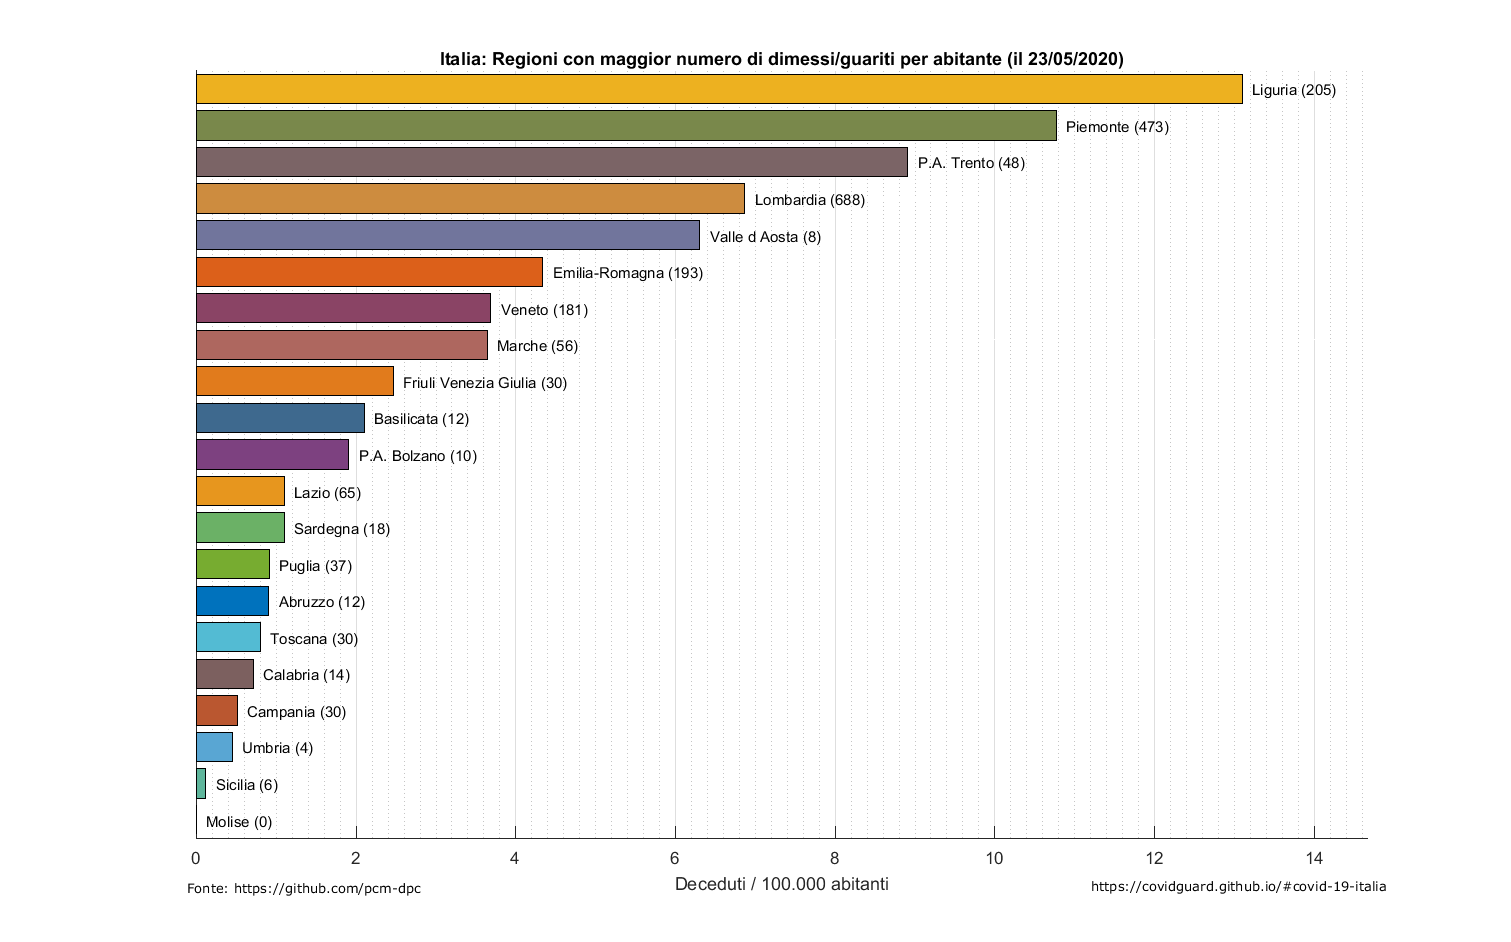 Italia: Regioni con maggior numero di dimessi/guariti per abitante (il 23/05/2020)
Liguria (205)
Piemonte (473)
P.A. Trento (48)
Lombardia (688)
Valle d Aosta (8)
Emilia-Romagna (193)
Veneto (181)
Marche (56)
Friuli Venezia Giulia (30)
Basilicata (12)
P.A. Bolzano (10)
Lazio (65)
Sardegna (18)
Puglia (37)
Abruzzo (12)
Toscana (30)
Calabria (14)
Campania (30)
Umbria (4)
Sicilia (6)
Molise (0)
0 2 4 6 8 10 12 14
Deceduti / 100.000 abitanti
Fonte: https://github.com/pcm-dpc
https://covidguard.github.io/#covid-19-italia